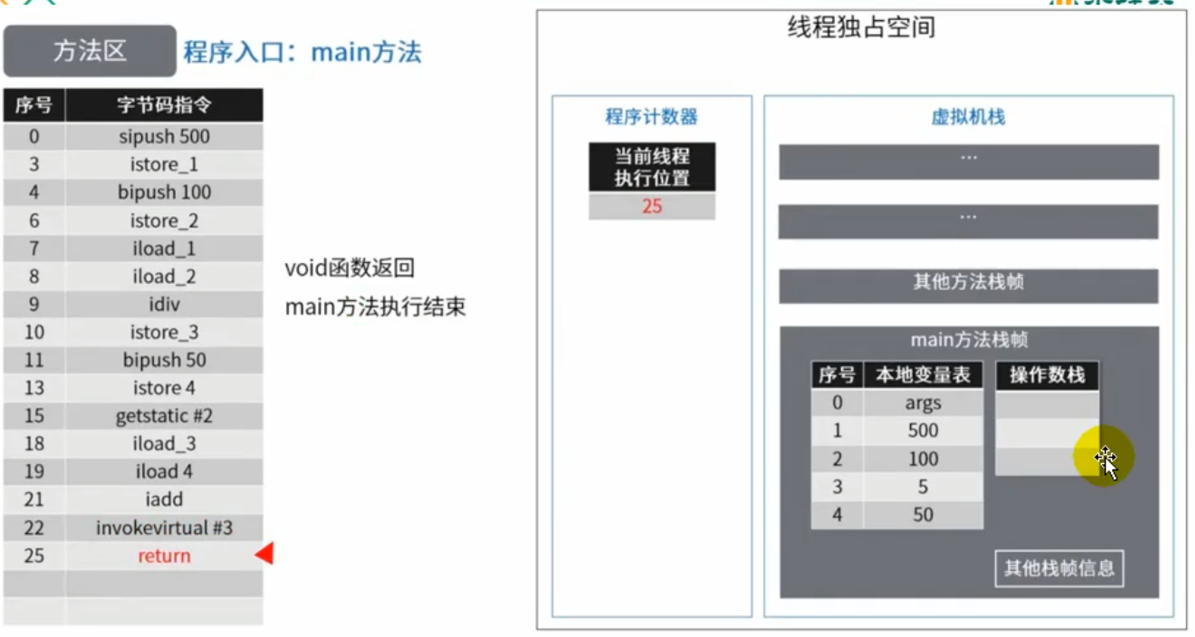 方法区
程序入口：main方法
序号 字节码指令
0 sipush 500
3 istore_1
4 bipush 100
6 istore_2
7 iload_1
8 iload_2
9 idiv
10 istore_3
11 bipush 50
13 istore 4
15 getstatic #2
18 iload_3
19 iload 4
21 iadd
22 invokevirtual #3
25 return
void函数返回
main方法执行结束
线程独占空间
程序计数器
当前线程
执行位置
25
虚拟机栈
...
...
其他方法栈帧
main方法栈帧
序号 本地变量表
0 args
1 500
2 100
3 5
4 50
操作数栈
其他栈帧信息